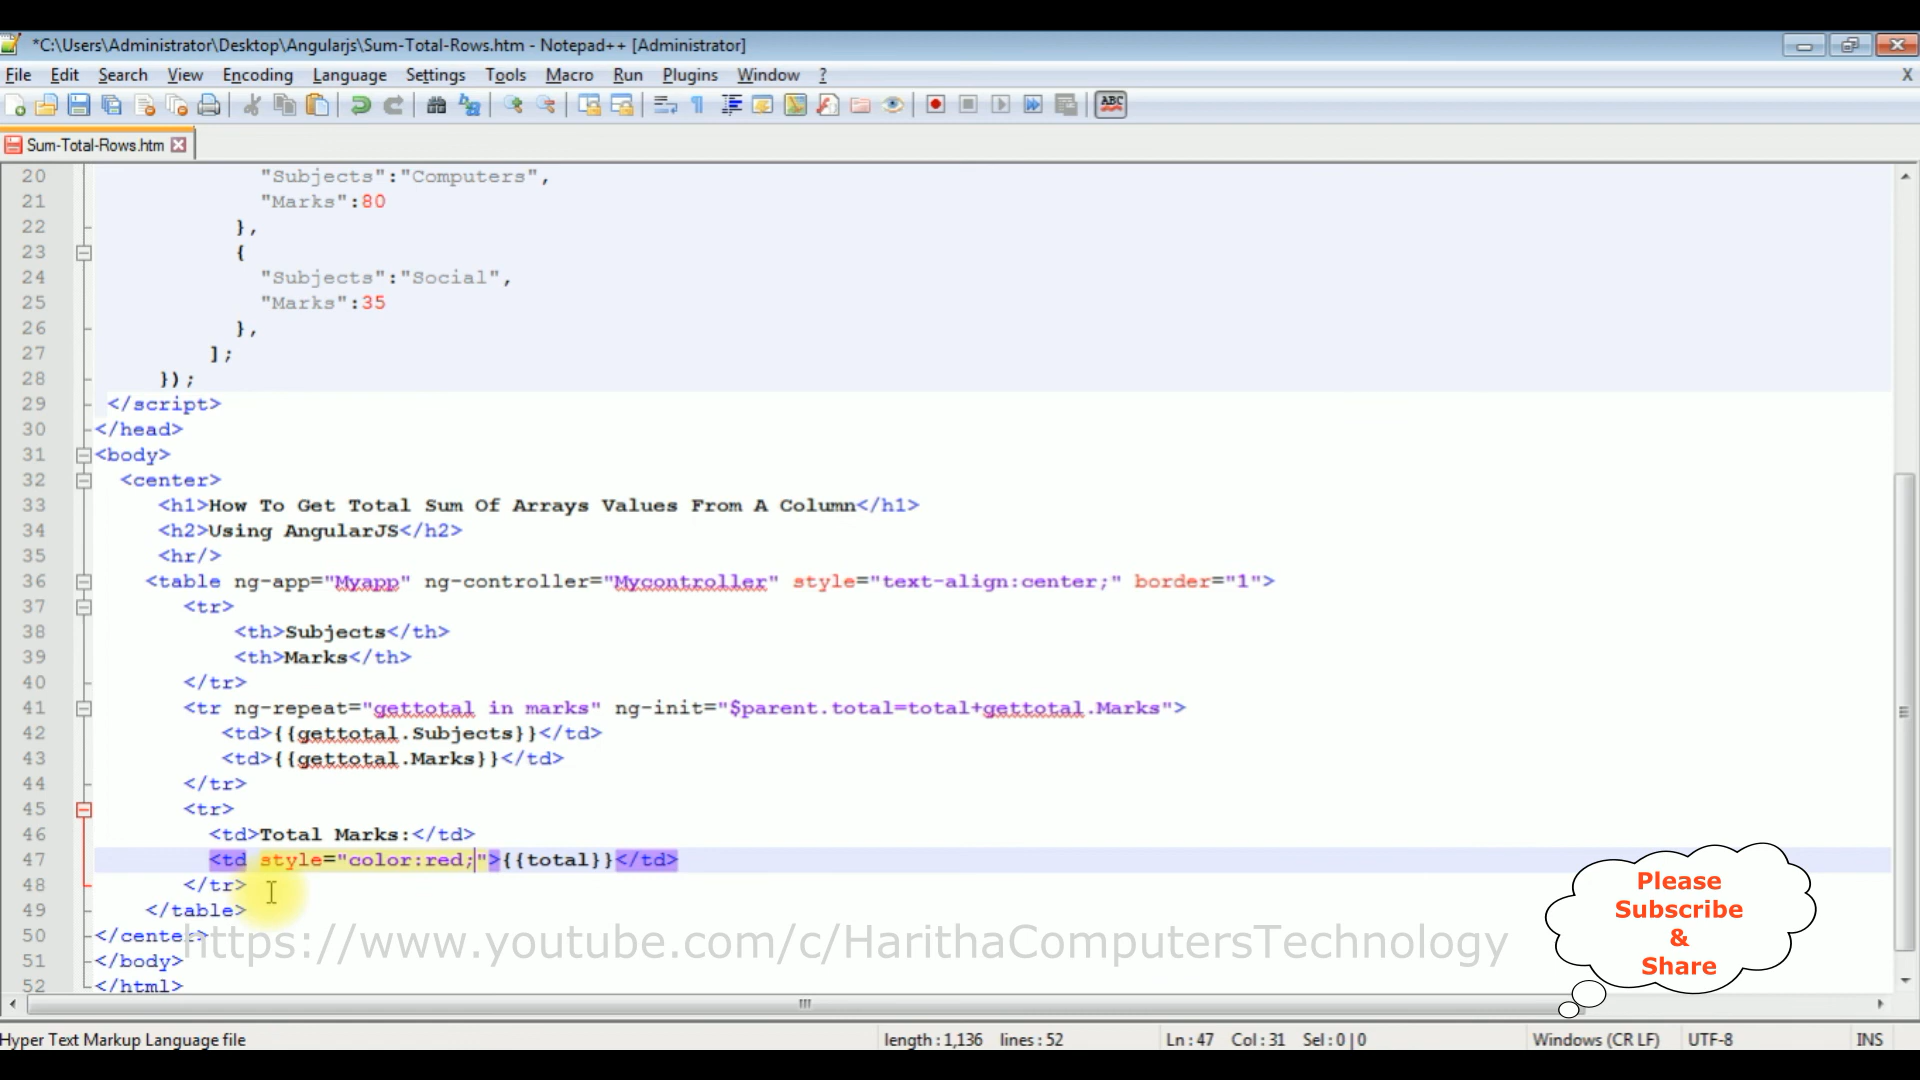 *C:\Users\Administrator\Desktop\Angularjs\Sum-Total-Rows.htm - Notepad++ [Administrator]
File Edit Search View Encoding Language Settings Tools Macro Run Plugins Window ? X
ABC
Sum-Total-Rows.htm
20 "Subjects":"Computers",
21 "Marks":80
22 },
23 {
24 "Subjects":"Social",
25 "Marks":35
26 },
27 ];
28 });
29 </script>
30 </head>
31 <body>
32 <center>
33 <h1>How To Get Total Sum Of Arrays Values From A Column</h1>
34 <h2>Using AngularJS</h2>
35 <hr/>
36 <table ng-app="Myapp" ng-controller="Mycontroller" style="text-align:center;" border="1">
37 <tr>
38 <th>Subjects</th>
39 <th>Marks</th>
40 </tr>
41 <tr ng-repeat="gettotal in marks" ng-init="$parent.total=total+gettotal.Marks">
42 <td>{{gettotal.Subjects}}</td>
43 <td>{{gettotal.Marks}}</td>
44 </tr>
45 <tr>
46 <td>Total Marks:</td>
47 <td style="color:red;">{{total}}</td>
48 </tr>
49 </table>
50 </center>
51 </body>
52 </html>
https://www.youtube.com/c/HarithaComputersTechnology
Please
Subscribe
&
Share
Hyper Text Markup Language file length : 1,136 lines : 52 Ln : 47 Col : 31 Sel : 0 | 0 Windows (CR LF) UTF-8 INS